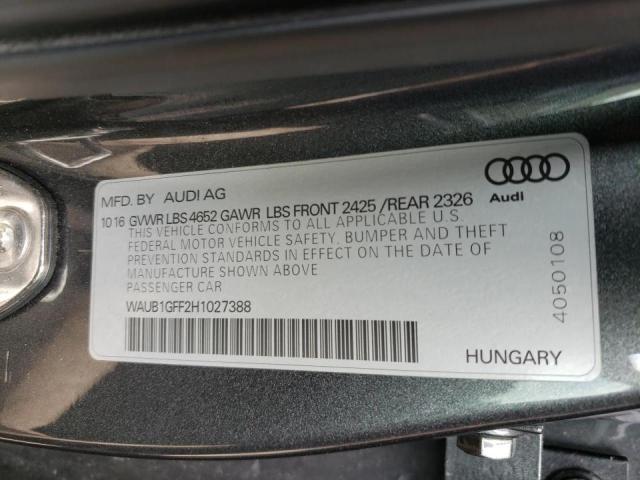 MFD. BY AUDI AG
Audi
10 16 GVWR LBS 4652 GAWR LBS FRONT 2425 /REAR 2326
THIS VEHICLE CONFORMS TO ALL APPLICABLE U.S.
FEDERAL MOTOR VEHICLE SAFETY, BUMPER AND THEFT
PREVENTION STANDARDS IN EFFECT ON THE DATE OF
MANUFACTURE SHOWN ABOVE
PASSENGER CAR
WAUB1GFF2H1027388
4050108
HUNGARY